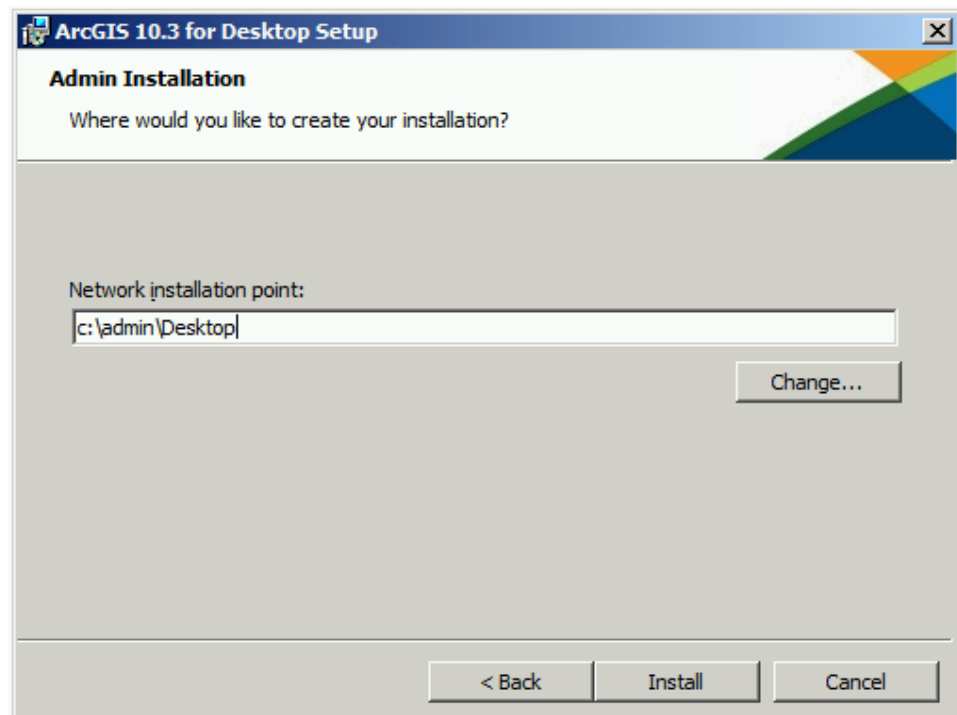 ArcGIS 10.3 for Desktop Setup
Admin Installation
Where would you like to create your installation?
Network installation point:
c:\admin\Desktop
Change...
< Back
Install
Cancel